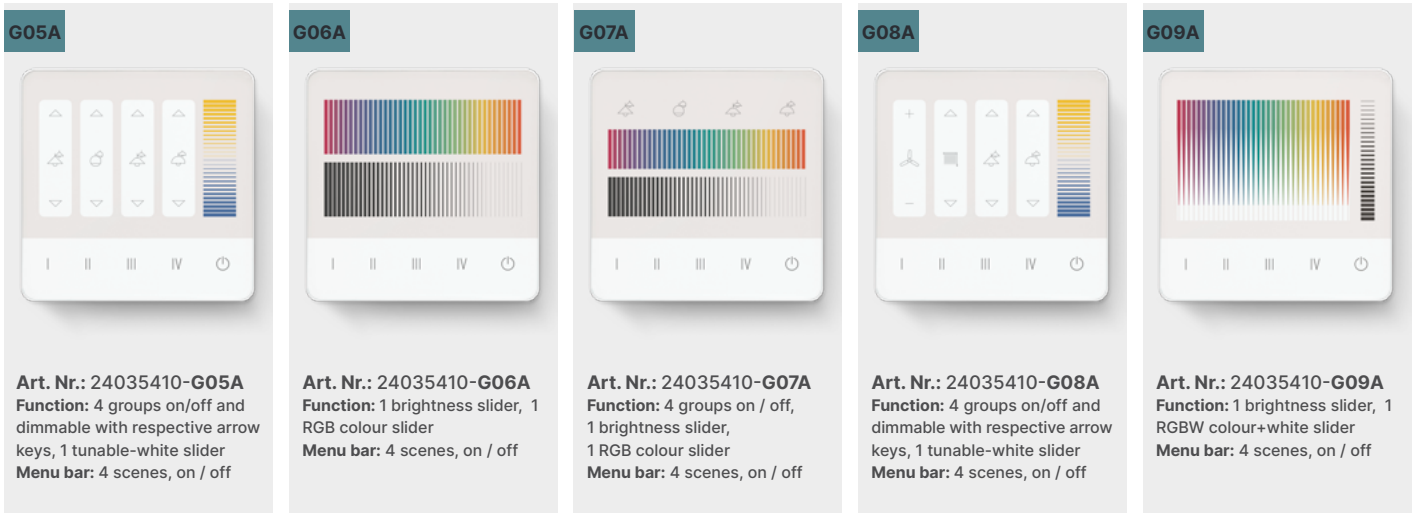 G05A
I II III IV
Art. Nr.: 24035410-G05A
Function: 4 groups on/off and
dimmable with respective arrow
keys, 1 tunable-white slider
Menu bar: 4 scenes, on / off
G06A
I II III IV
Art. Nr.: 24035410-G06A
Function: 1 brightness slider,  1
RGB colour slider
Menu bar: 4 scenes, on / off
G07A
I II III IV
Art. Nr.: 24035410-G07A
Function: 4 groups on / off,
1 brightness slider,
1 RGB colour slider
Menu bar: 4 scenes, on / off
G08A
I II III IV
Art. Nr.: 24035410-G08A
Function: 4 groups on/off and
dimmable with respective arrow
keys, 1 tunable-white slider
Menu bar: 4 scenes, on / off
G09A
I II III IV
Art. Nr.: 24035410-G09A
Function: 1 brightness slider,  1
RGBW colour+white slider
Menu bar: 4 scenes, on / off